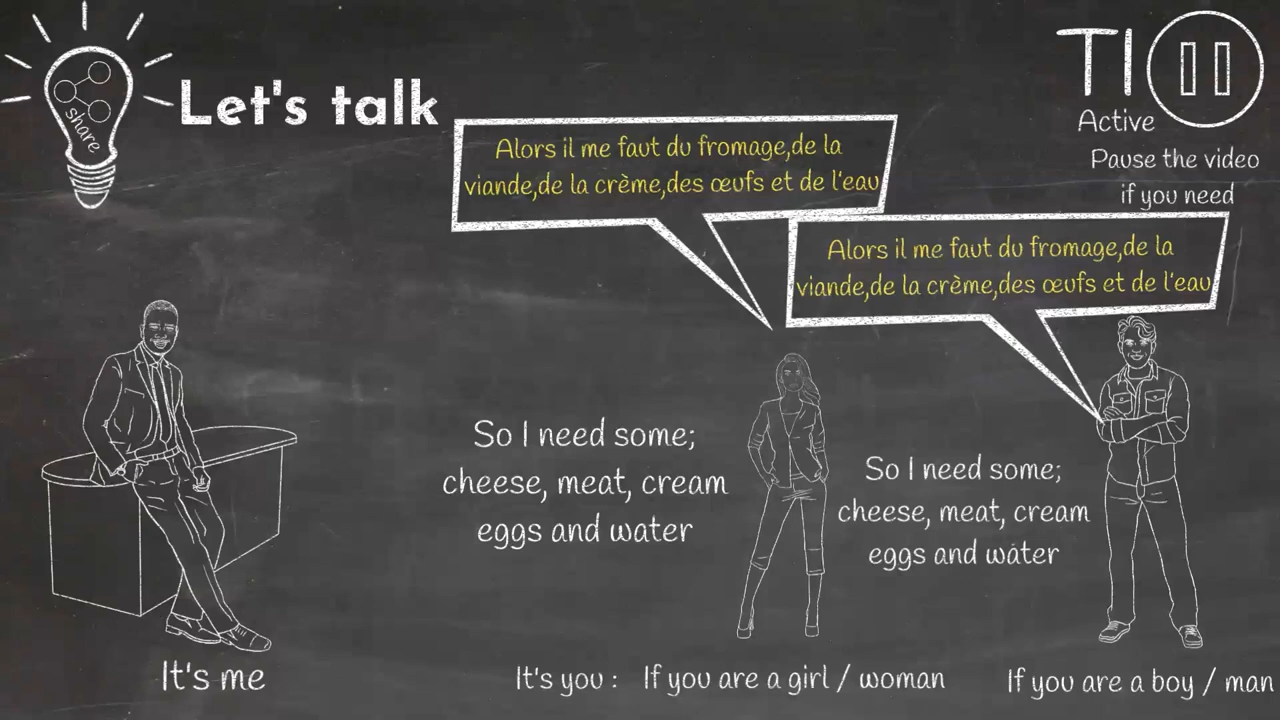 share
Let's talk
TI
Active
Pause the video
if you need
Alors il me faut du fromage,de la
viande,de la crème,des œufs et de l'eau
Alors il me faut du fromage,de la
viande,de la crème,des œufs et de l'eau
So I need some;
cheese, meat, cream
eggs and water
So I need some;
cheese, meat, cream
eggs and water
It's me
It's you : If you are a girl / woman
If you are a boy / man